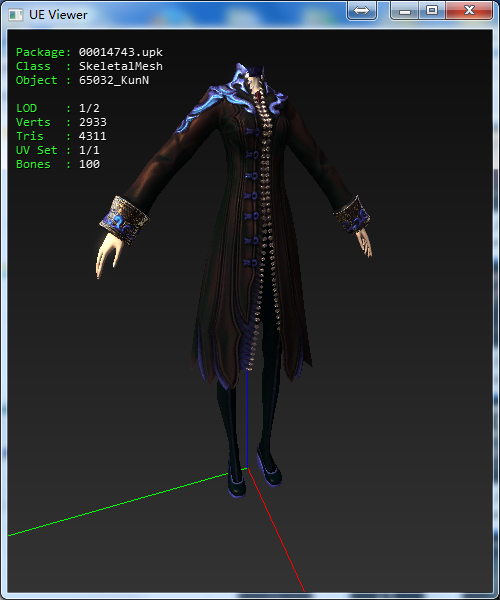 UE Viewer
Package: 00014743.upk
Class : SkeletalMesh
Object : 65032_KunN
LOD : 1/2
Verts : 2933
Tris : 4311
UV Set : 1/1
Bones : 100